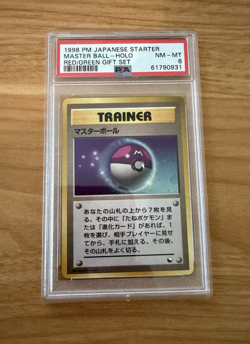 1998 PM JAPANESE STARTER
MASTER BALL-HOLO NM-MT
RED/GREEN GIFT SET 8
PSA 61790931
TRAINER
マスターボール
あなたの山札の上から7枚を見
る。その中に「たねポケモン」または
「進化カード」があれば、1
枚を選び、相手プレイヤーに見せ
てから、手札に加える。その後、
その山札をよく切る。